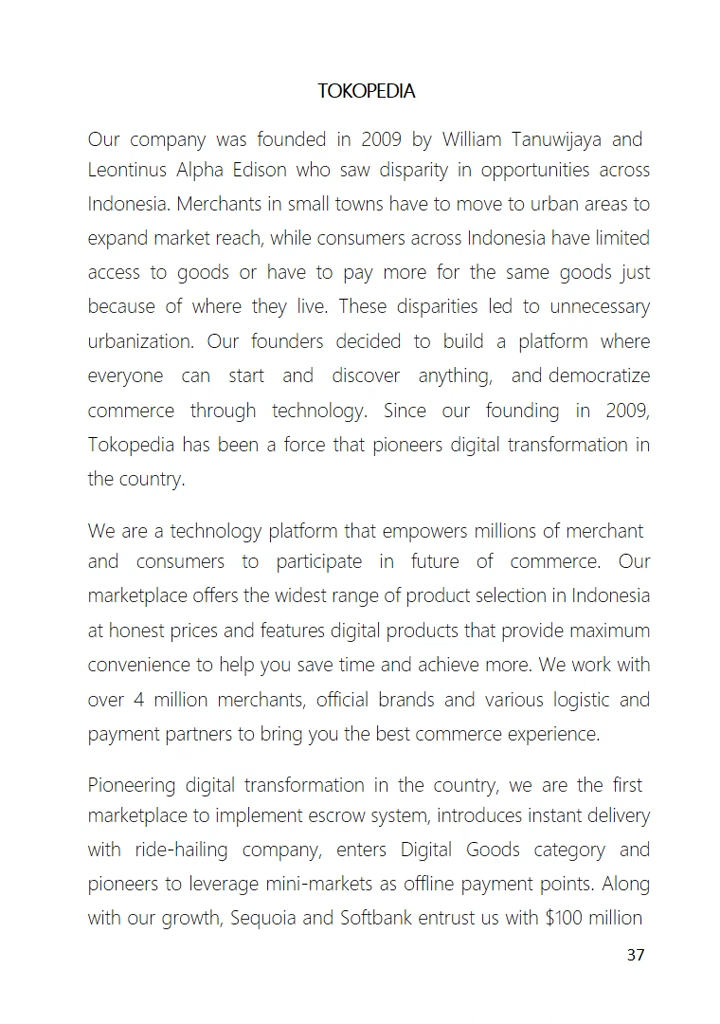 TOKOPEDIA
Our company was founded in 2009 by William Tanuwijaya and
Leontinus Alpha Edison who saw disparity in opportunities across
Indonesia. Merchants in small towns have to move to urban areas to
expand market reach, while consumers across Indonesia have limited
access to goods or have to pay more for the same goods just
because of where they live. These disparities led to unnecessary
urbanization. Our founders decided to build a platform where
everyone can start and discover anything, and democratize
commerce through technology. Since our founding in 2009,
Tokopedia has been a force that pioneers digital transformation in
the country.
We are a technology platform that empowers millions of merchant
and consumers to participate in future of commerce. Our
marketplace offers the widest range of product selection in Indonesia
at honest prices and features digital products that provide maximum
convenience to help you save time and achieve more. We work with
over 4 million merchants, official brands and various logistic and
payment partners to bring you the best commerce experience.
Pioneering digital transformation in the country, we are the first
marketplace to implement escrow system, introduces instant delivery
with ride-hailing company, enters Digital Goods category and
pioneers to leverage mini-markets as offline payment points. Along
with our growth, Sequoia and Softbank entrust us with $100 million
37